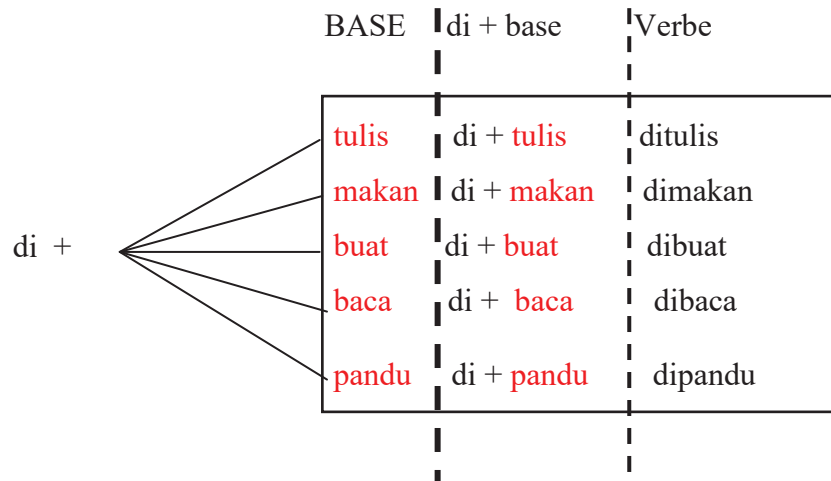 BASE di + base Verbe
tulis di + tulis ditulis
makan di + makan dimakan
di + buat di + buat dibuat
baca di + baca dibaca
pandu di + pandu dipandu